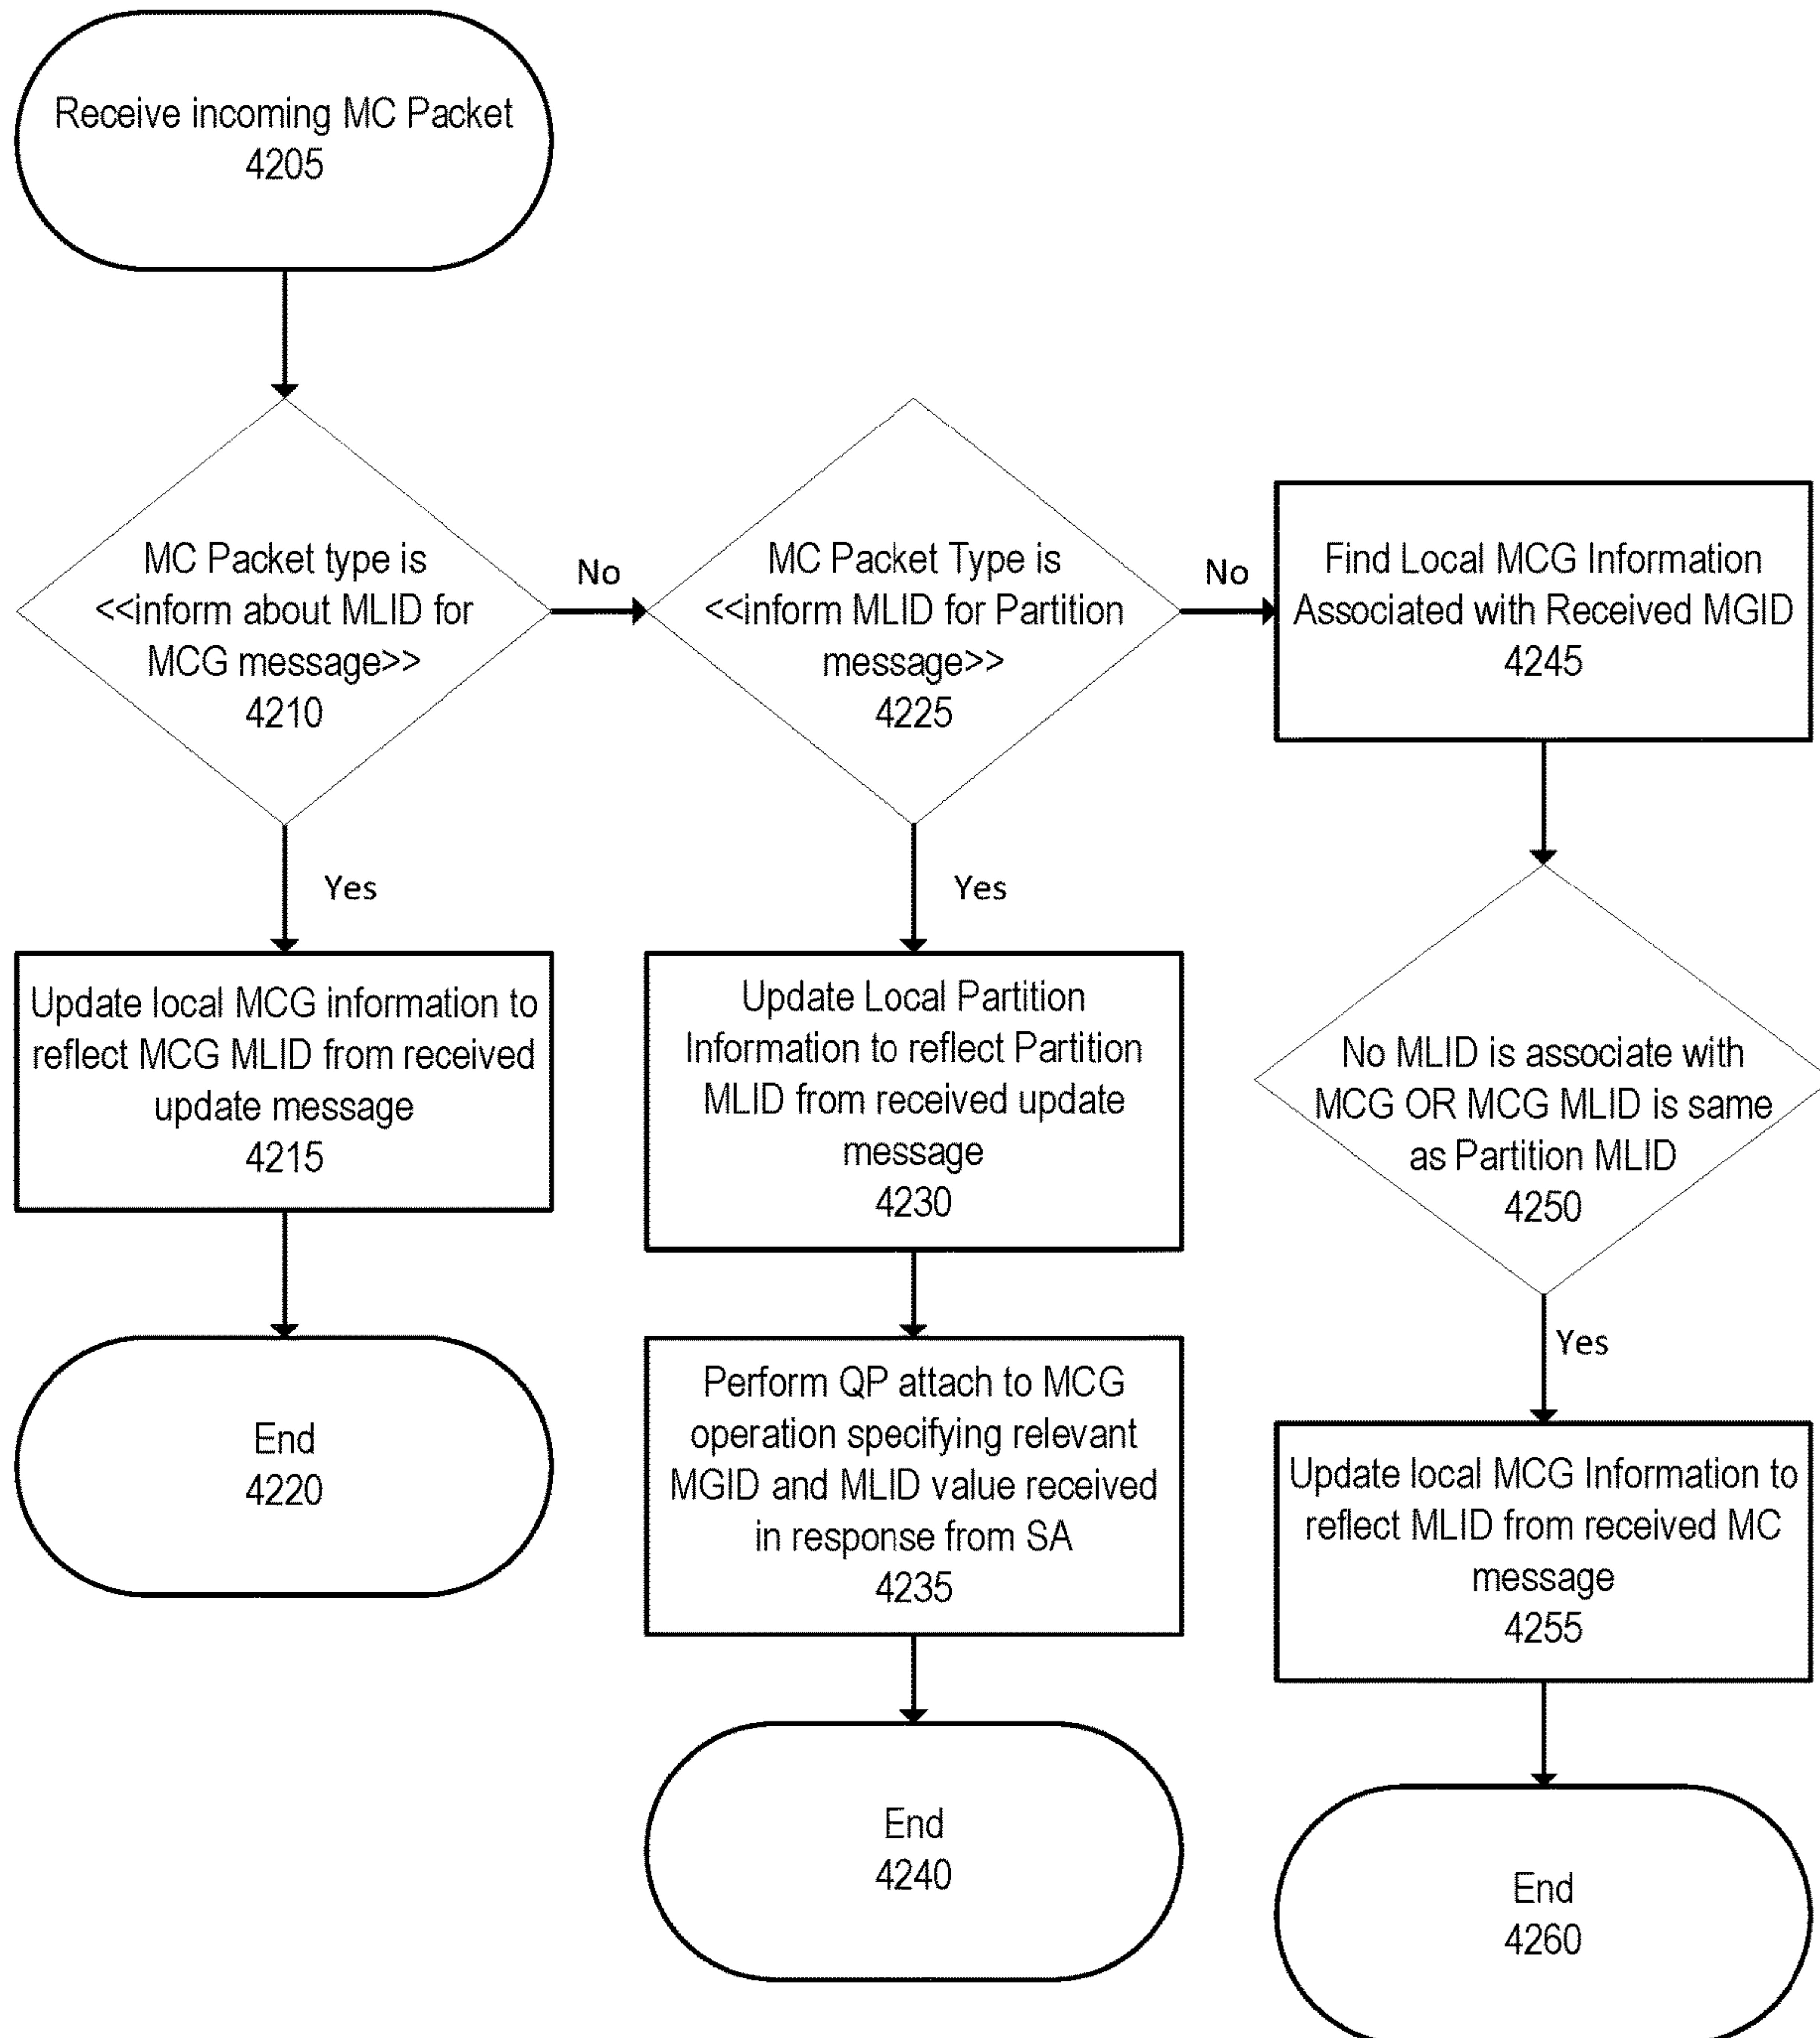 Receive incoming MC Packet
4205
MC Packet type is
<<inform about MLID for
MCG message>>
4210
No
Yes
Update local MCG information to
reflect MCG MLID from received
update message
4215
End
4220
MC Packet Type is
<<inform MLID for Partition
message>>
4225
No
Yes
Update Local Partition
Information to reflect Partition
MLID from received update
message
4230
Perform QP attach to MCG
operation specifying relevant
MGID and MLID value received
in response from SA
4235
End
4240
Find Local MCG Information
Associated with Received MGID
4245
No MLID is associate with
MCG OR MCG MLID is same
as Partition MLID
4250
Yes
Update local MCG Information to
reflect MLID from received MC
message
4255
End
4260